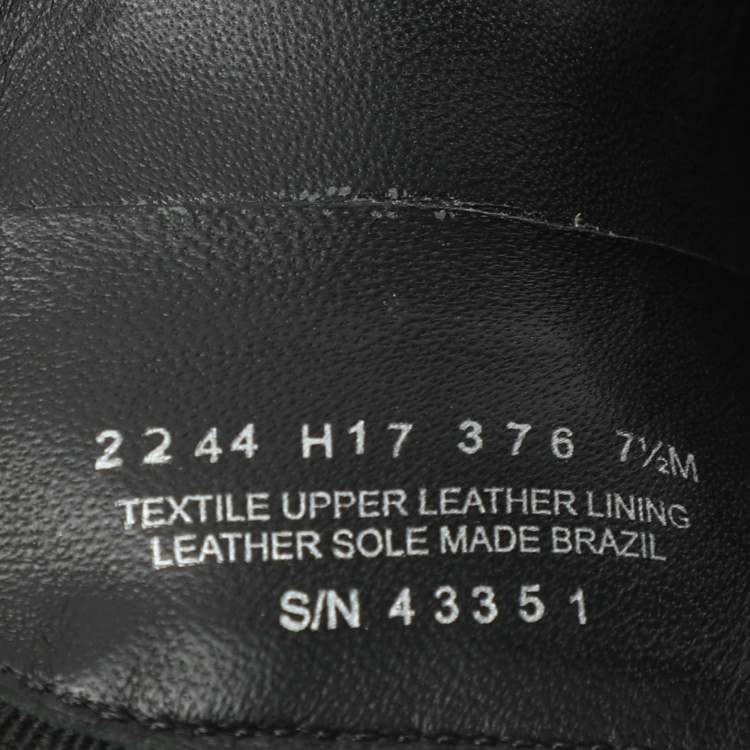 2244 H17 376 7½M
TEXTILE UPPER LEATHER LINING
LEATHER SOLE MADE BRAZIL
S/N 43351